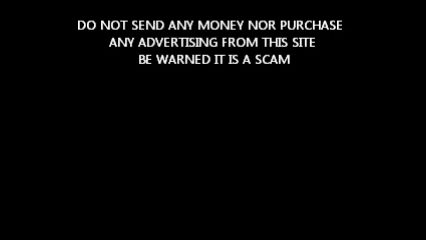 DO NOT SEND ANY MONEY NOR PURCHASE
ANY ADVERTISING FROM THIS SITE
BE WARNED IT IS A SCAM